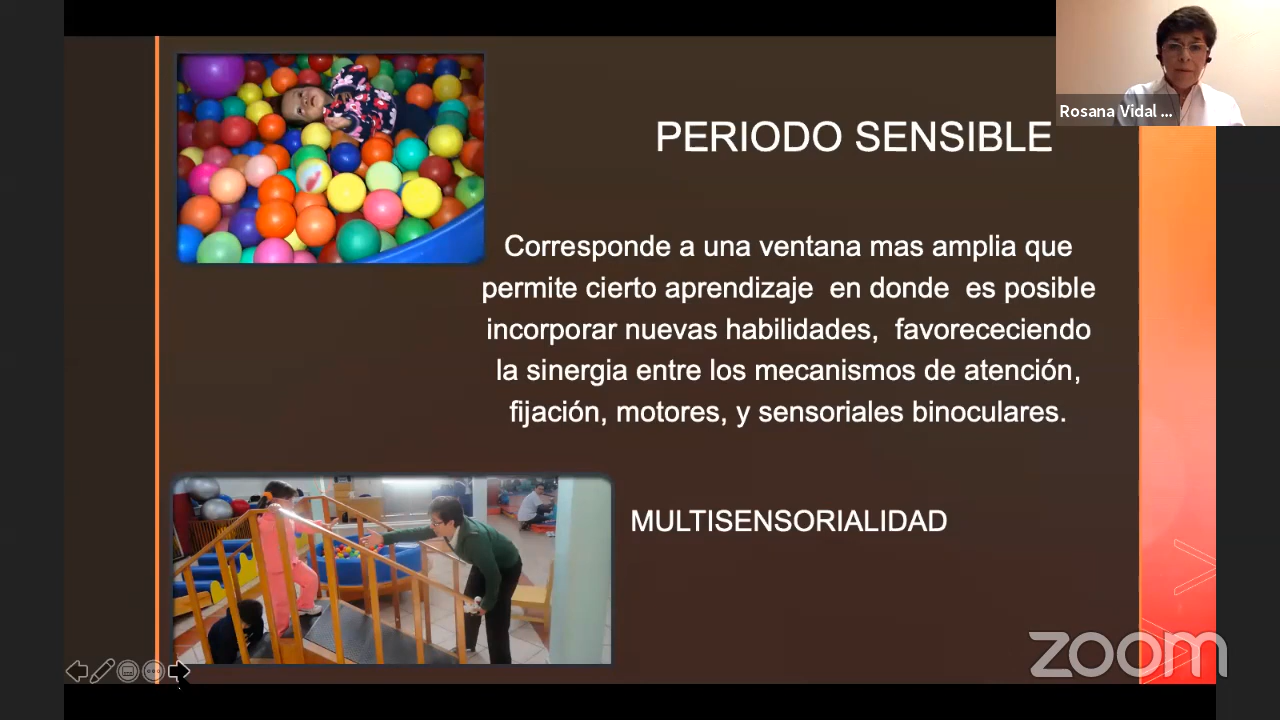 Rosana Vidal ...
PERIODO SENSIBLE
Corresponde a una ventana mas amplia que
permite cierto aprendizaje en donde es posible
incorporar nuevas habilidades, favorececiendo
la sinergia entre los mecanismos de atención,
fijación, motores, y sensoriales binoculares.
MULTISENSORIALIDAD
zoom